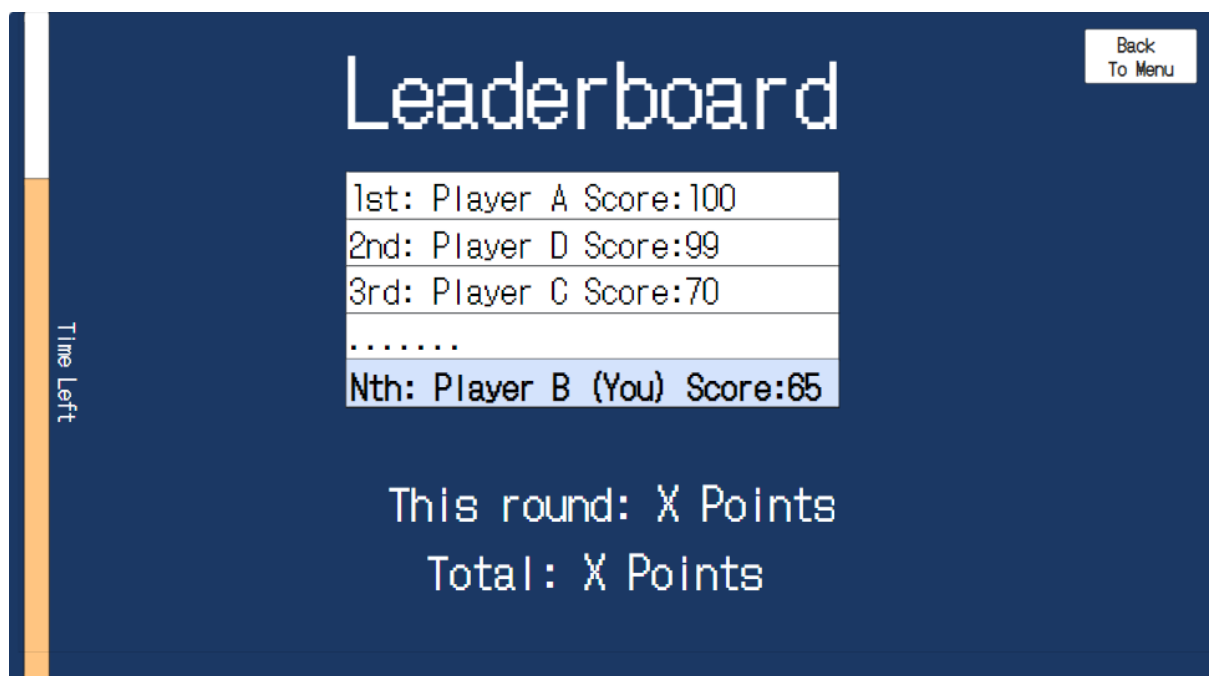 Back
To Menu
Leaderboard
1st: Player A Score:100
2nd: Player D Score:99
3rd: Player C Score:70
.......
Nth: Player B (You) Score:65
Time Left
This round: X Points
Total: X Points